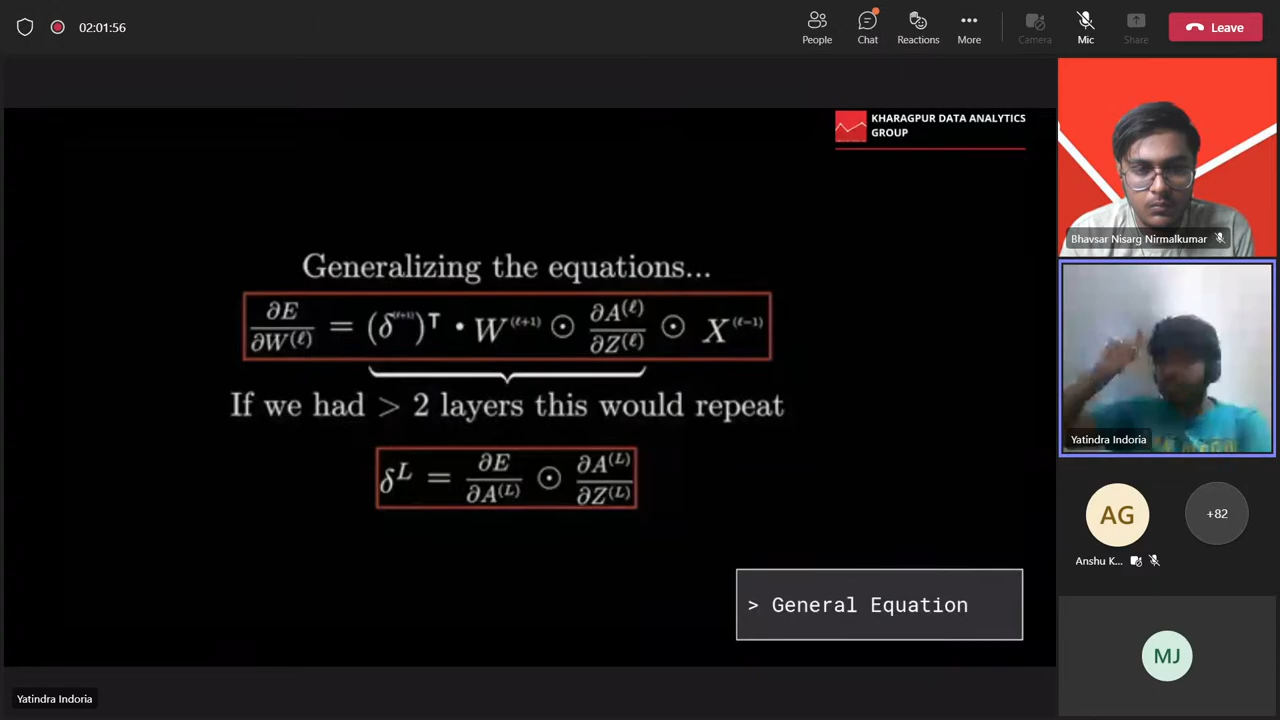 02:01:56
People
Chat
Reactions
More
Camera
Mic
Share
Leave
KHARAGPUR DATA ANALYTICS
GROUP
Generalizing the equations...
∂E/∂W^(ℓ) = (δ^(ℓ+1))^T • W^(ℓ+1) ⊙ ∂A^(ℓ)/∂Z^(ℓ) ⊙ X^(ℓ−1)
If we had > 2 layers this would repeat
δ^L = ∂E/∂A^(L) ⊙ ∂A^(L)/∂Z^(L)
> General Equation
Yatindra Indoria
Bhavsar Nisarg Nirmalkumar
Yatindra Indoria
AG
+82
Anshu K...
MJ